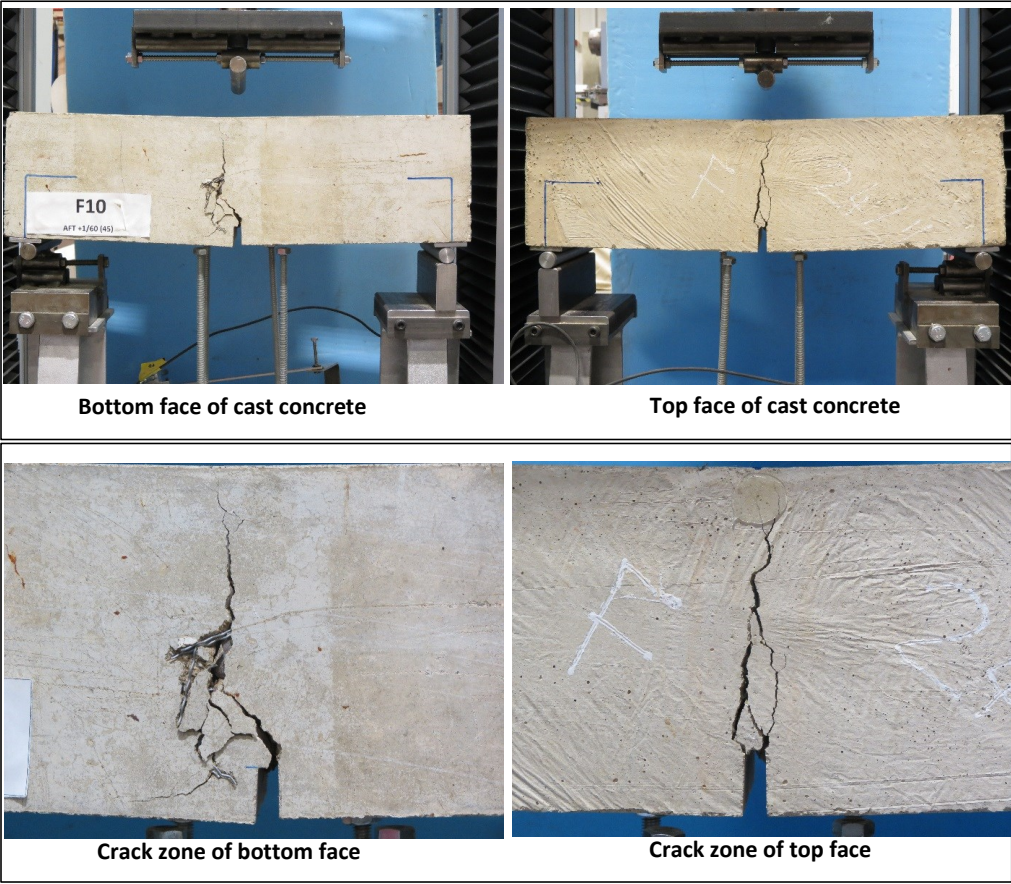 F10
AFT +1/60 (45)
Bottom face of cast concrete
Top face of cast concrete
Crack zone of bottom face
Crack zone of top face